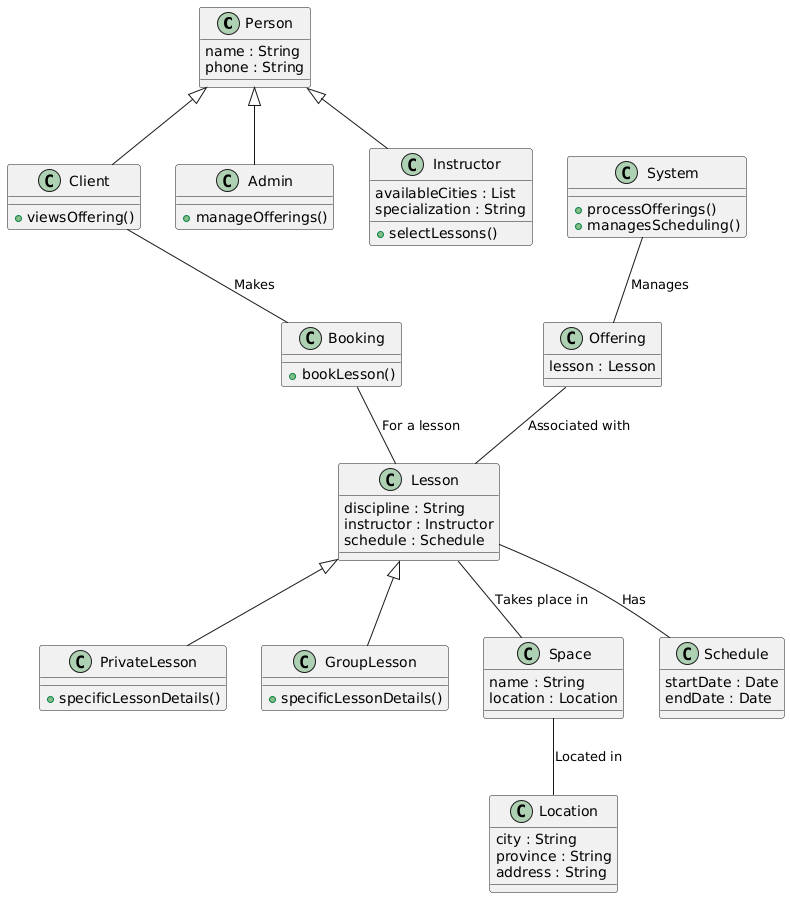 C Person
name : String
phone : String
C Client
viewsOffering()
C Admin
manageOfferings()
C Instructor
availableCities : List
specialization : String
selectLessons()
C System
processOfferings()
managesScheduling()
Makes
Manages
C Booking
bookLesson()
C Offering
lesson : Lesson
For a lesson
Associated with
C Lesson
discipline : String
instructor : Instructor
schedule : Schedule
Takes place in
Has
C PrivateLesson
specificLessonDetails()
C GroupLesson
specificLessonDetails()
C Space
name : String
location : Location
C Schedule
startDate : Date
endDate : Date
Located in
C Location
city : String
province : String
address : String